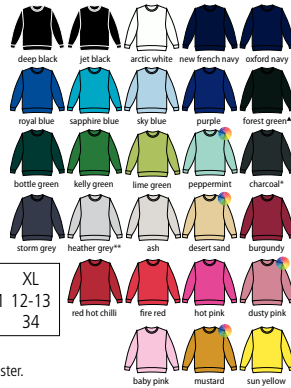 deep black jet black arctic white new french navy oxford navy
royal blue sapphire blue sky blue purple forest green▲
bottle green kelly green lime green peppermint charcoal*
storm grey heather grey** ash desert sand burgundy
XL
12-13
34
red hot chilli fire red hot pink dusty pink
ster.
baby pink mustard sun yellow